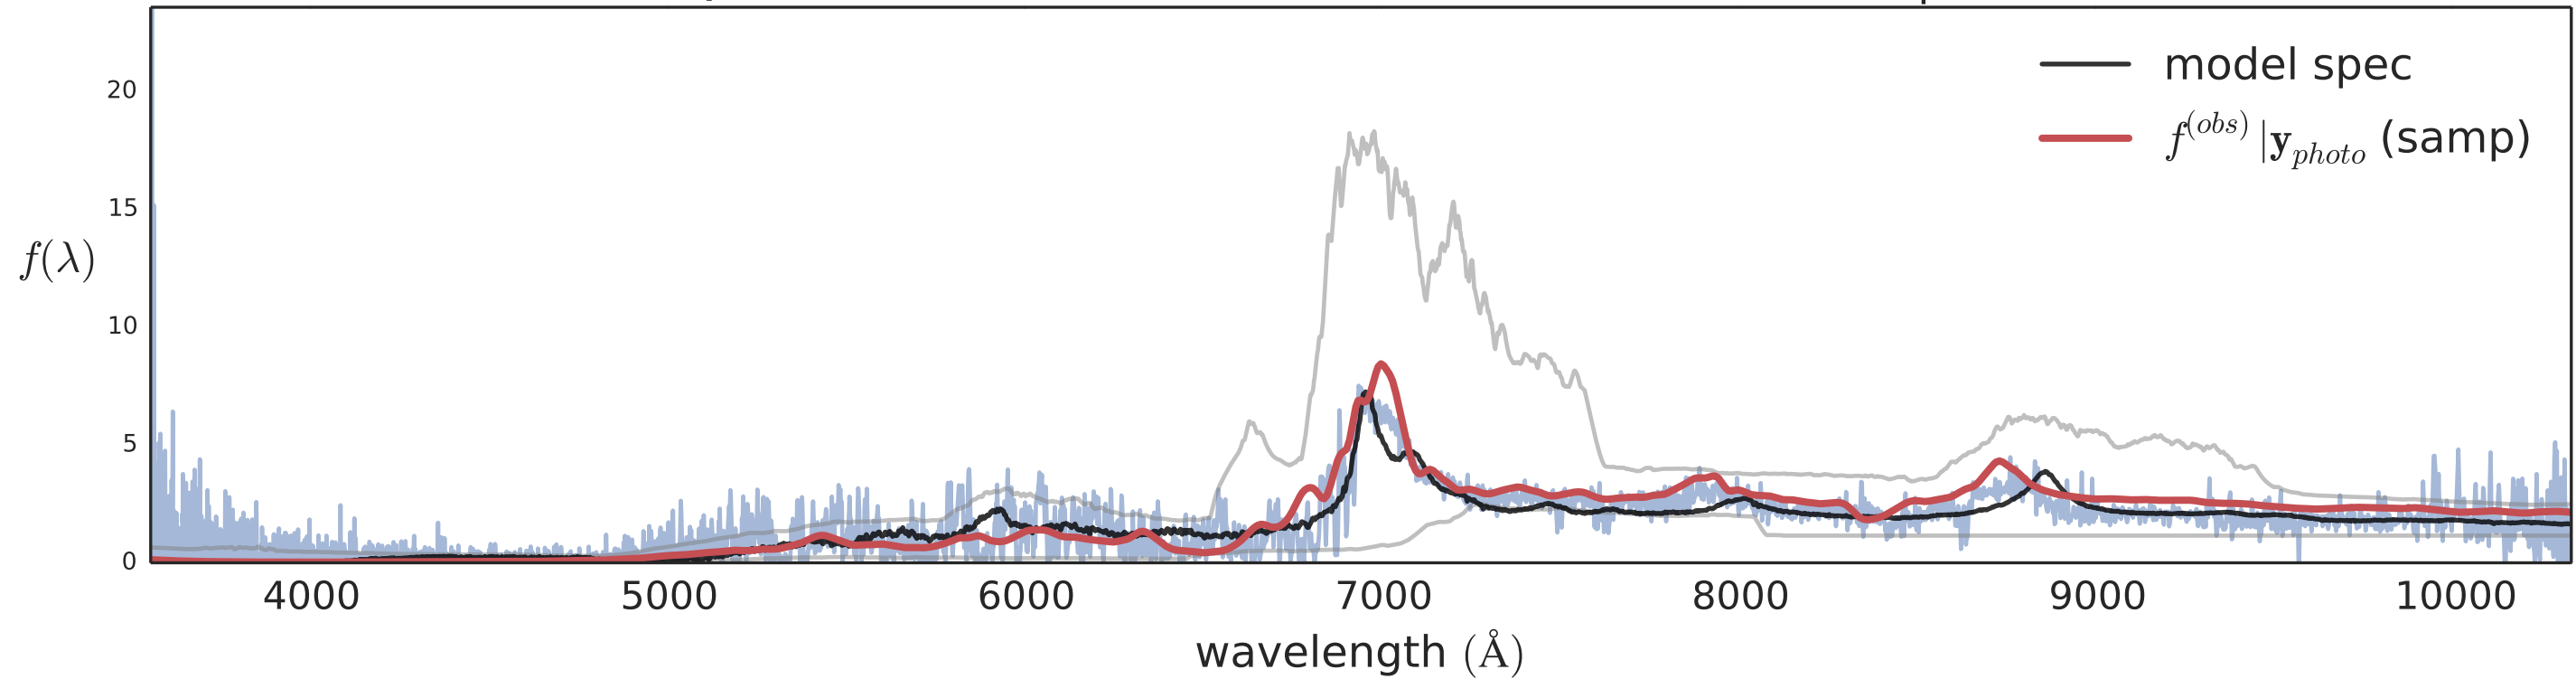 model spec
f^(obs) |y_photo (samp)
20
15
f(λ)
10
5
0
4000 5000 6000 7000 8000 9000 10000
wavelength (Å)